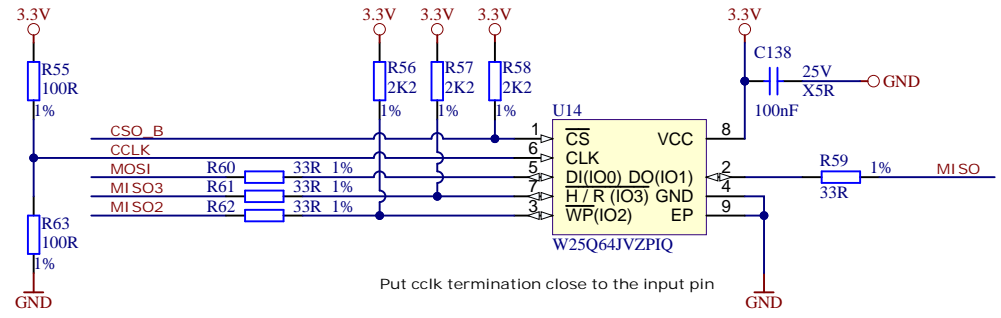 3.3V
3.3V 3.3V 3.3V
3.3V
R55
100R
1%
R56
2K2
1%
R57
2K2
1%
R58
2K2
1%
C138
25V
X5R
100nF
GND
U14
CSO_B
1
CS
VCC
8
CCLK
6
CLK
MOSI
R60
33R 1%
5
DI(IO0)
DO(IO1)
2
R59
1%
33R
MISO
MISO3
R61
33R 1%
7
H / R (IO3)
GND
4
MISO2
R62
33R 1%
3
WP(IO2)
EP
9
W25Q64JVZPIQ
R63
100R
1%
GND
Put cclk termination close to the input pin
GND